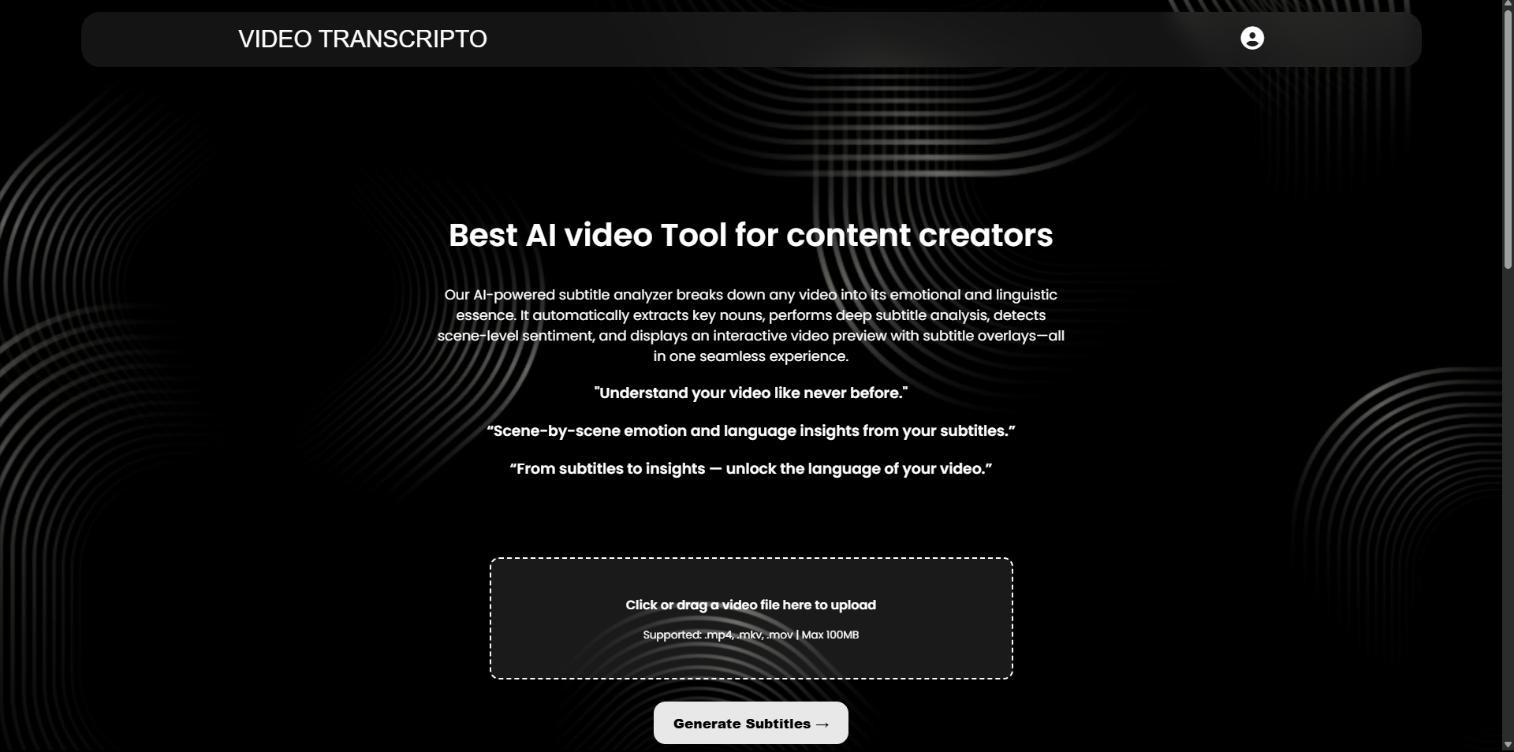 VIDEO TRANSCRIPTO
Best AI video Tool for content creators
Our AI-powered subtitle analyzer breaks down any video into its emotional and linguistic
essence. It automatically extracts key nouns, performs deep subtitle analysis, detects
scene-level sentiment, and displays an interactive video preview with subtitle overlays—all
in one seamless experience.
"Understand your video like never before."
“Scene-by-scene emotion and language insights from your subtitles.”
“From subtitles to insights — unlock the language of your video.”
Click or drag a video file here to upload
Supported: .mp4, .mkv, .mov | Max 100MB
Generate Subtitles →